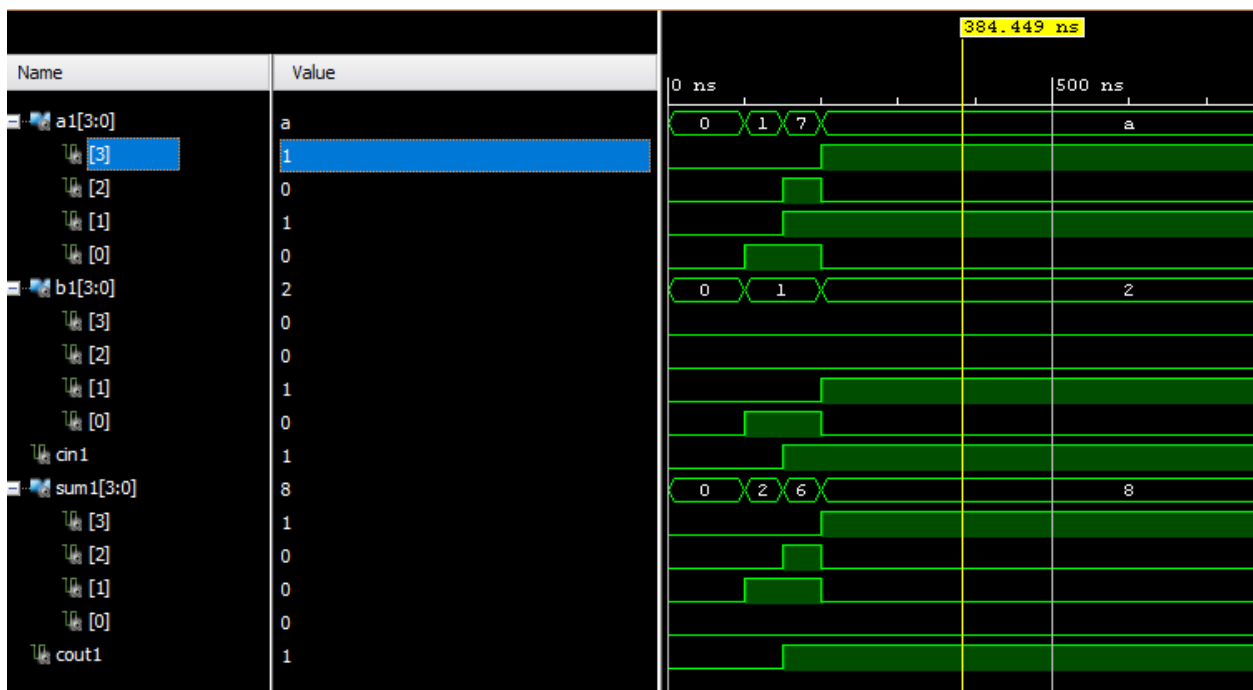 384.449 ns
Name Value 0 ns 500 ns
a1[3:0] a 0 1 7 a
[3] 1
[2] 0
[1] 1
[0] 0
b1[3:0] 2 0 1 2
[3] 0
[2] 0
[1] 1
[0] 0
cin1 1
sum1[3:0] 8 0 2 6 8
[3] 1
[2] 0
[1] 0
[0] 0
cout1 1